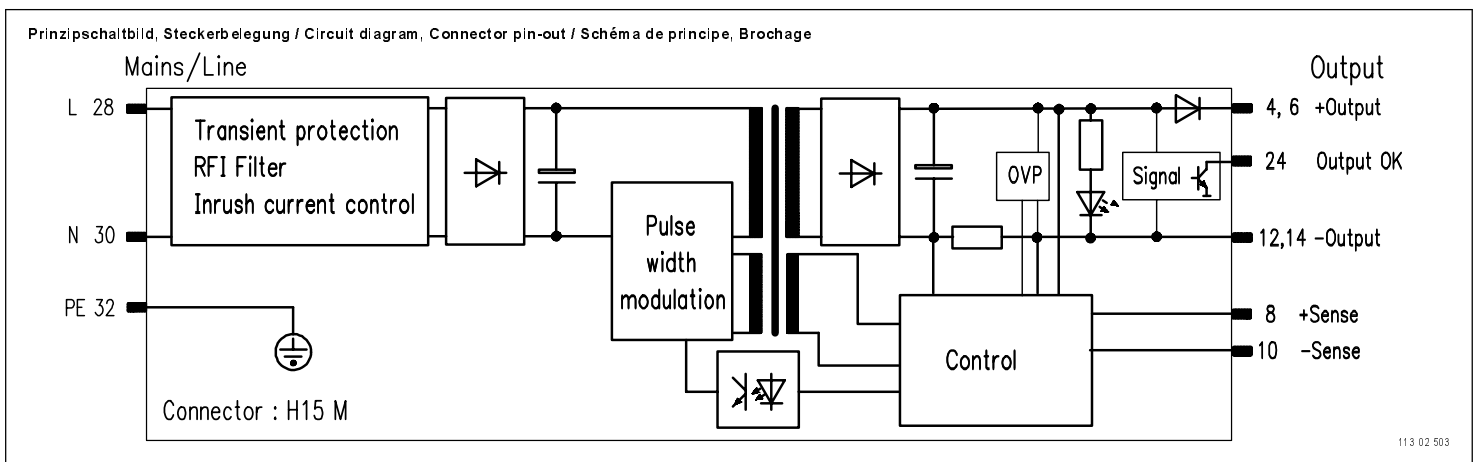 Prinzipschaltbild, Steckerbelegung / Circuit diagram, Connector pin-out / Schéma de principe, Brochage
Mains/Line
Output
L 28
Transient protection
RFI Filter
Inrush current control
4, 6 +Output
OVP
Signal
24 Output OK
N 30
Pulse
width
modulation
12,14 -Output
PE 32
8 +Sense
Control
10 -Sense
Connector : H15 M
113 02 503